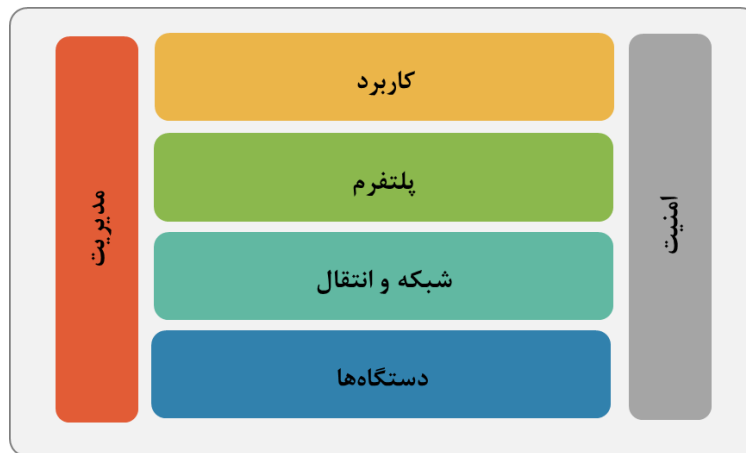 کاربرد
پلتفرم
شبکه و انتقال
دستگاه‌ها
مدیریت
امنیت